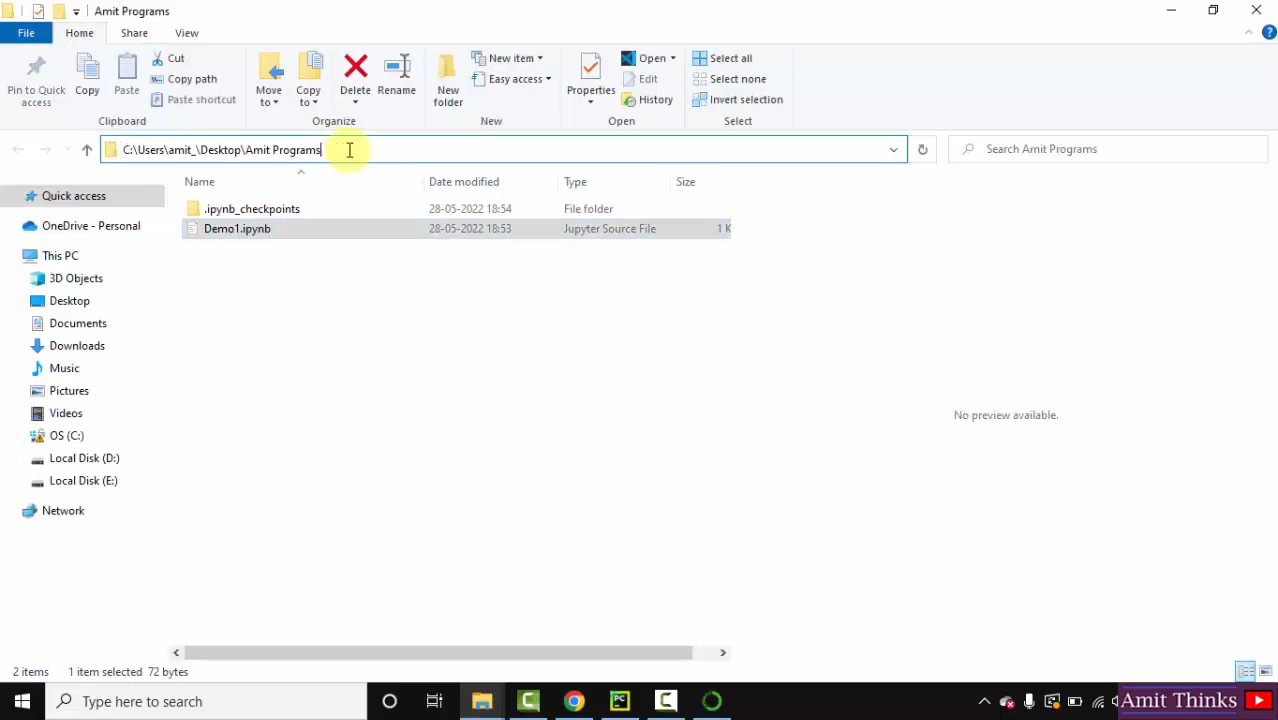 Amit Programs
File
Home
Share
View
Pin to Quick access
Copy
Paste
Cut
Copy path
Paste shortcut
Clipboard
Move to
Copy to
Delete
Rename
Organize
New folder
New item
Easy access
New
Properties
Open
Edit
History
Open
Select all
Select none
Invert selection
Select
C:\Users\amit_\Desktop\Amit Programs
Search Amit Programs
Name
Date modified
Type
Size
.ipynb_checkpoints
28-05-2022 18:54
File folder
Demo1.ipynb
28-05-2022 18:53
Jupyter Source File
1 K
Quick access
OneDrive - Personal
This PC
3D Objects
Desktop
Documents
Downloads
Music
Pictures
Videos
OS (C:)
Local Disk (D:)
Local Disk (E:)
Network
No preview available.
2 items
1 item selected 72 bytes
Type here to search
PC
Amit Thinks